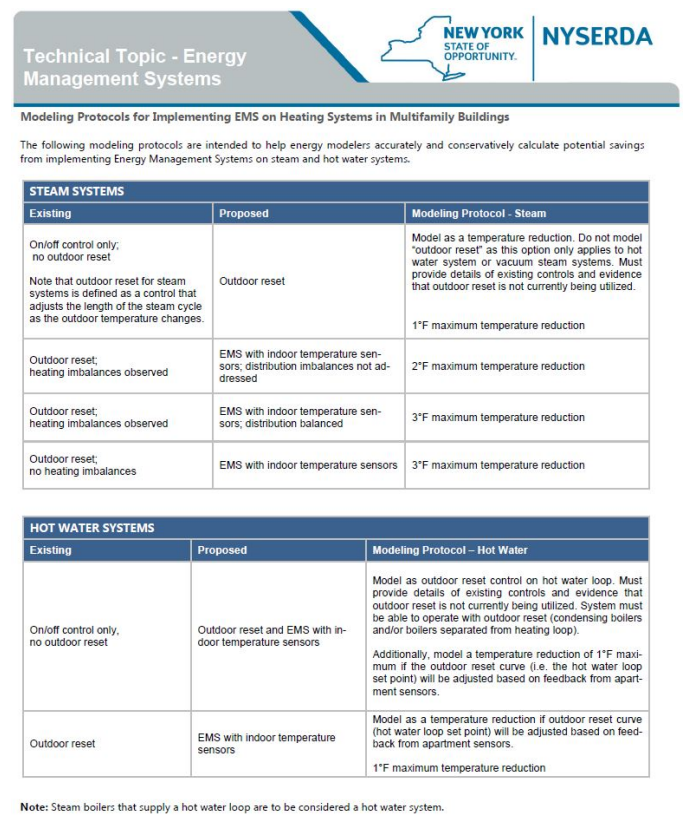 Technical Topic - Energy
Management Systems
NEW YORK
STATE OF
OPPORTUNITY.
NYSERDA
Modeling Protocols for Implementing EMS on Heating Systems in Multifamily Buildings
The following modeling protocols are intended to help energy modelers accurately and conservatively calculate potential savings
from implementing Energy Management Systems on steam and hot water systems.
STEAM SYSTEMS
Existing
Proposed
Modeling Protocol - Steam
On/off control only;
no outdoor reset
Note that outdoor reset for steam
systems is defined as a control that
adjusts the length of the steam cycle
as the outdoor temperature changes.
Outdoor reset
Model as a temperature reduction. Do not model
"outdoor reset" as this option only applies to hot
water system or vacuum steam systems. Must
provide details of existing controls and evidence
that outdoor reset is not currently being utilized.
1°F maximum temperature reduction
Outdoor reset;
heating imbalances observed
EMS with indoor temperature sen-
sors; distribution imbalances not ad-
dressed
2°F maximum temperature reduction
Outdoor reset;
heating imbalances observed
EMS with indoor temperature sen-
sors; distribution balanced
3°F maximum temperature reduction
Outdoor reset;
no heating imbalances
EMS with indoor temperature sensors
3°F maximum temperature reduction
HOT WATER SYSTEMS
Existing
Proposed
Modeling Protocol – Hot Water
On/off control only,
no outdoor reset
Outdoor reset and EMS with in-
door temperature sensors
Model as outdoor reset control on hot water loop. Must
provide details of existing controls and evidence that
outdoor reset is not currently being utilized. System must
be able to operate with outdoor reset (condensing boilers
and/or boilers separated from heating loop).
Additionally, model a temperature reduction of 1°F maxi-
mum if the outdoor reset curve (i.e. the hot water loop
set point) will be adjusted based on feedback from apart-
ment sensors.
Outdoor reset
EMS with indoor temperature
sensors
Model as a temperature reduction if outdoor reset curve
(hot water loop set point) will be adjusted based on feed-
back from apartment sensors.
1°F maximum temperature reduction
Note: Steam boilers that supply a hot water loop are to be considered a hot water system.